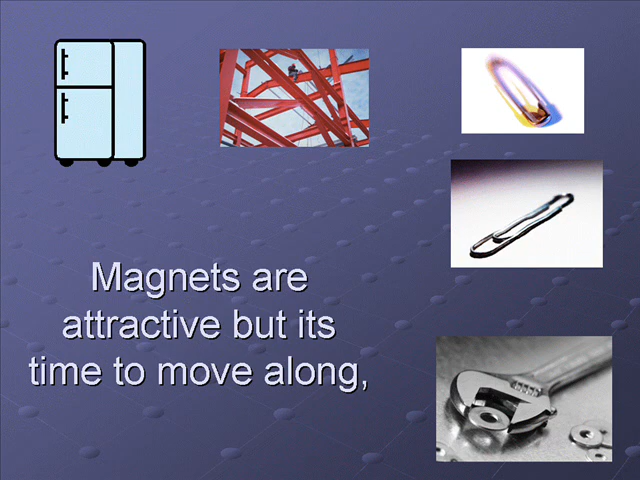 Magnets are
attractive but its
time to move along,